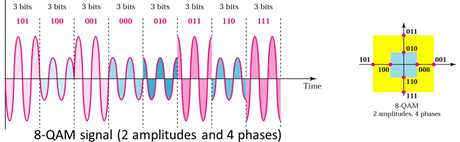 3 bits 3 bits 3 bits 3 bits 3 bits 3 bits 3 bits 3 bits
101 100 001 000 010 011 110 111
Time
8-QAM signal (2 amplitudes and 4 phases)
011
010
101 001
100 000
110
111
8-QAM
2 amplitudes, 4 phases